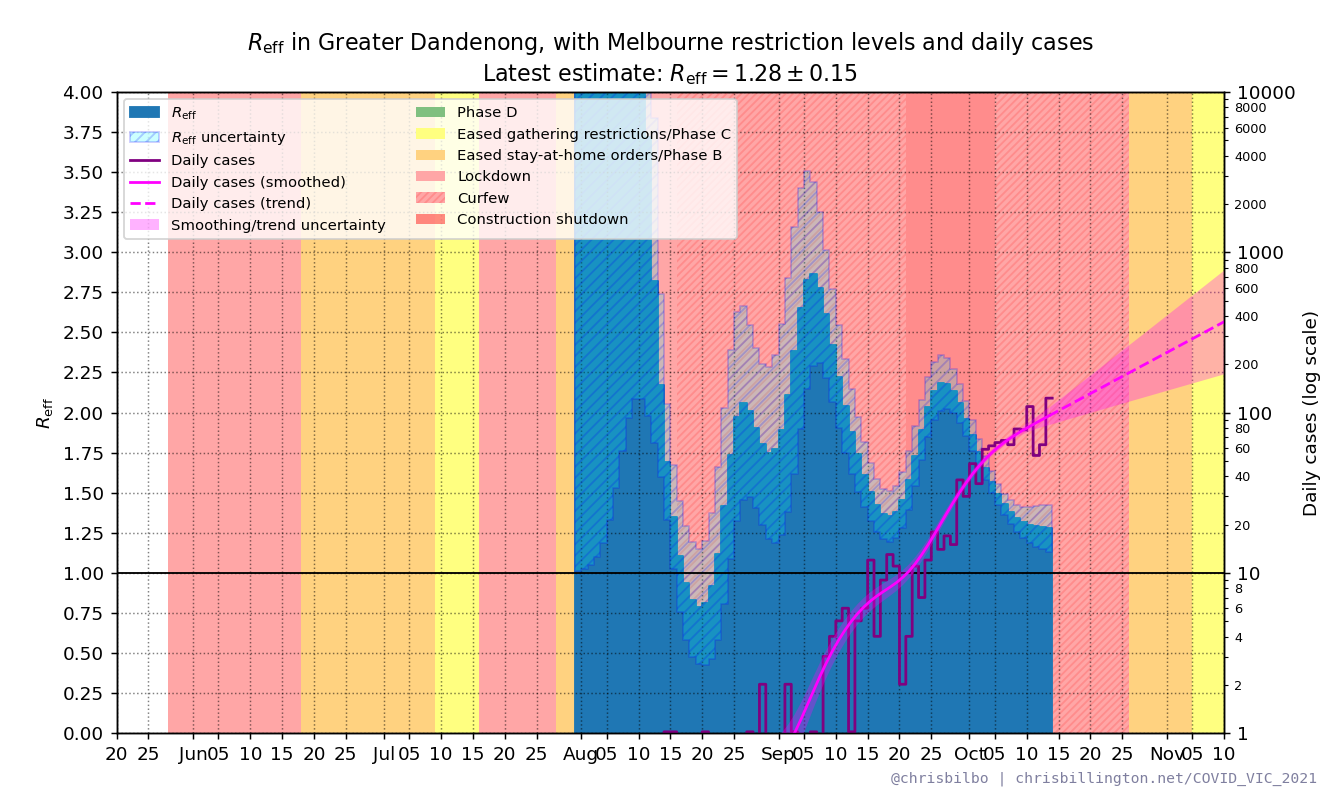 R_eff in Greater Dandenong, with Melbourne restriction levels and daily cases
Latest estimate: R_eff = 1.28 ± 0.15
R_eff
R_eff uncertainty
Daily cases
Daily cases (smoothed)
Daily cases (trend)
Smoothing/trend uncertainty
Phase D
Eased gathering restrictions/Phase C
Eased stay-at-home orders/Phase B
Lockdown
Curfew
Construction shutdown
R_eff
4.00
3.75
3.50
3.25
3.00
2.75
2.50
2.25
2.00
1.75
1.50
1.25
1.00
0.75
0.50
0.25
0.00
10000
8000
6000
4000
2000
1000
800
600
400
200
100
80
60
40
20
10
8
6
4
2
1
Daily cases (log scale)
20 25 Jun 05 10 15 20 25 Jul 05 10 15 20 25 Aug 05 10 15 20 25 Sep 05 10 15 20 25 Oct 05 10 15 20 25 Nov 05 10
@chrisbilbo | chrisbillington.net/COVID_VIC_2021